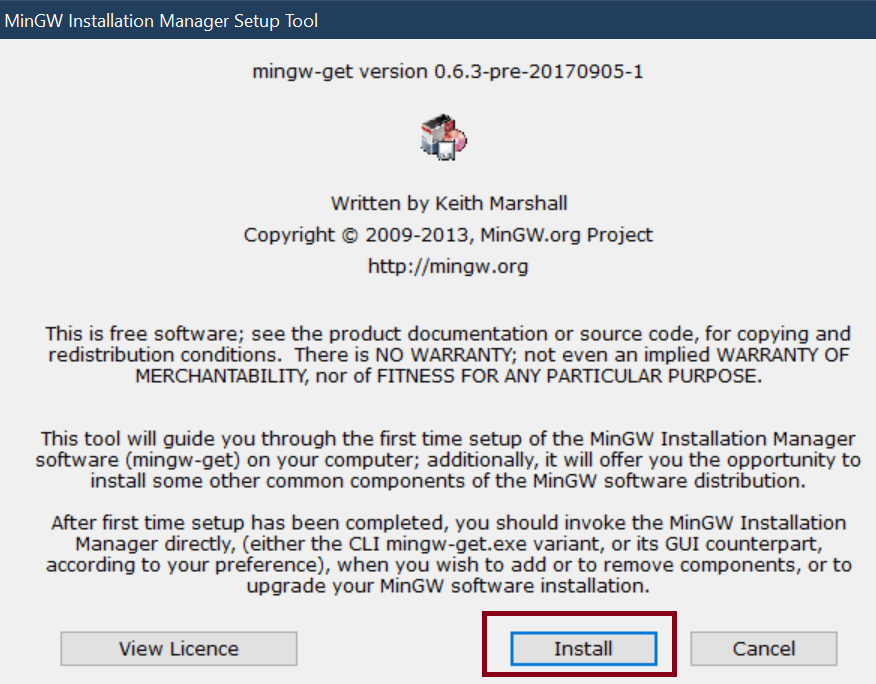 MinGW Installation Manager Setup Tool
mingw-get version 0.6.3-pre-20170905-1
Written by Keith Marshall
Copyright © 2009-2013, MinGW.org Project
http://mingw.org
This is free software; see the product documentation or source code, for copying and
redistribution conditions.  There is NO WARRANTY; not even an implied WARRANTY OF
MERCHANTABILITY, nor of FITNESS FOR ANY PARTICULAR PURPOSE.
This tool will guide you through the first time setup of the MinGW Installation Manager
software (mingw-get) on your computer; additionally, it will offer you the opportunity to
install some other common components of the MinGW software distribution.
After first time setup has been completed, you should invoke the MinGW Installation
Manager directly, (either the CLI mingw-get.exe variant, or its GUI counterpart,
according to your preference), when you wish to add or to remove components, or to
upgrade your MinGW software installation.
View Licence
Install
Cancel